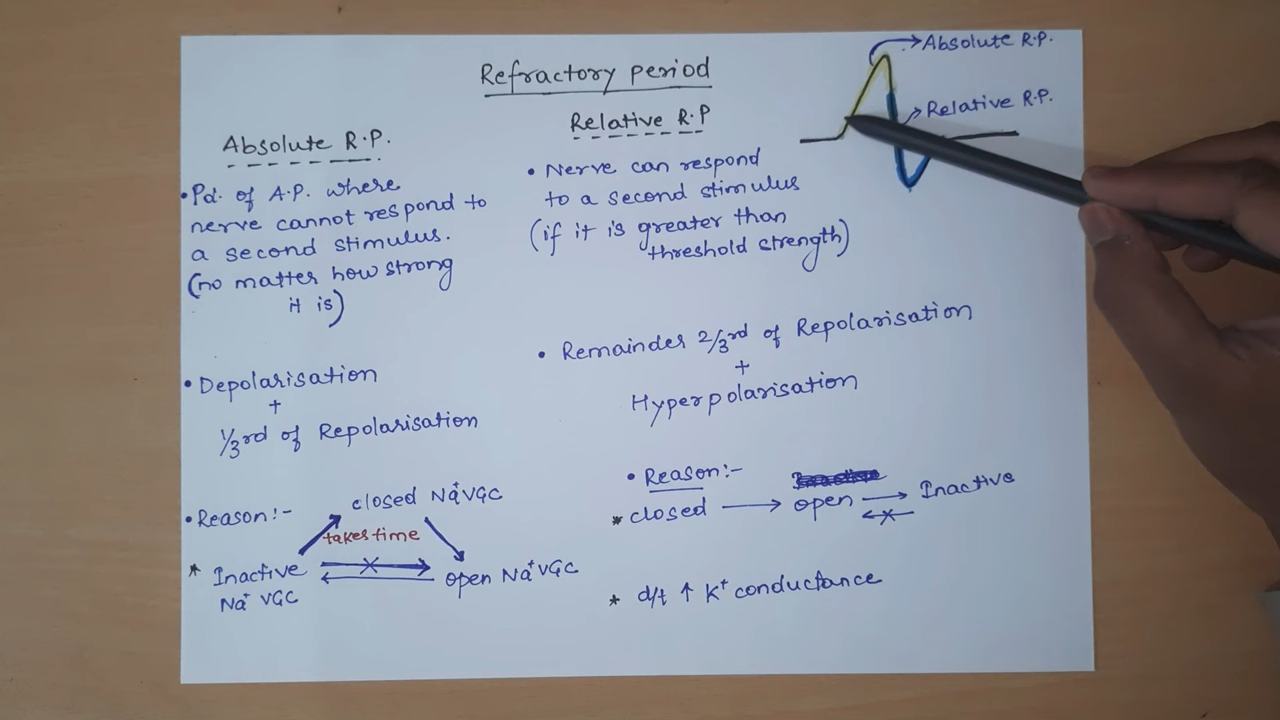 Refractory period
Absolute R.P.
Relative R.P.
Absolute R.P.
• Pd. of A.P. where
nerve cannot respond to
a second stimulus.
(no matter how strong
it is)
• Depolarisation
+
1/3rd of Repolarisation
• Reason:-
closed Na⁺VGC
takes time
* Inactive
Na⁺ VGC
open Na⁺VGC
Relative R.P
• Nerve can respond
to a second stimulus
(if it is greater than
threshold strength)
• Remainder 2/3rd of Repolarisation
+
Hyperpolarisation
• Reason:-
* closed → open → Inactive
* d/t ↑ K⁺ conductance